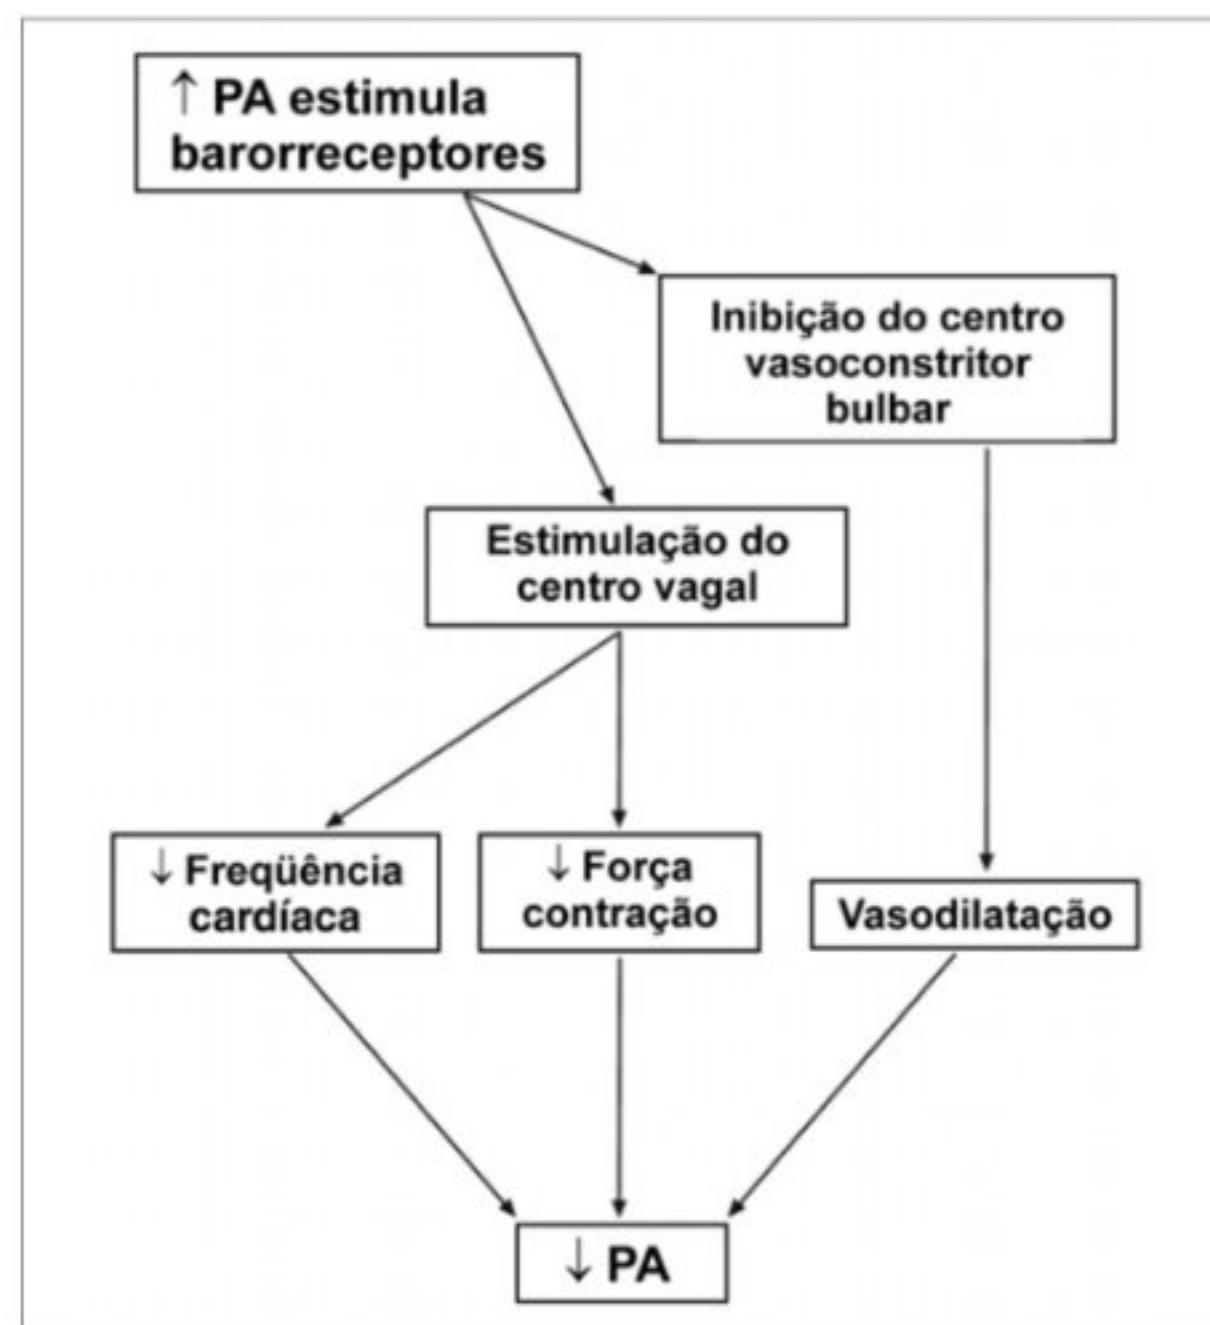 ↑ PA estimula
barorreceptores
Inibição do centro
vasoconstritor
bulbar
Estimulação do
centro vagal
↓ Freqüência
cardíaca
↓ Força
contração
Vasodilatação
↓ PA